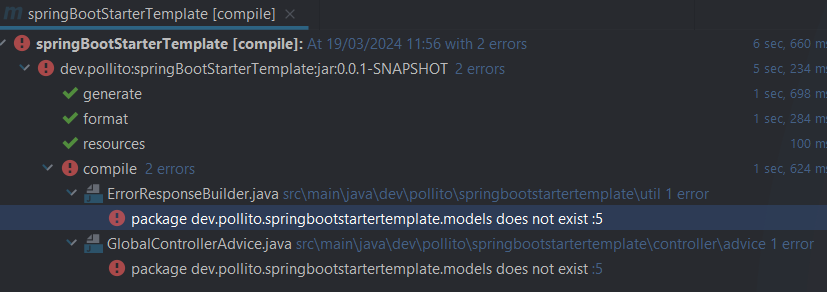 springBootStarterTemplate [compile] ×
springBootStarterTemplate [compile]: At 19/03/2024 11:56 with 2 errors 6 sec, 660 ms
dev.pollito:springBootStarterTemplate:jar:0.0.1-SNAPSHOT 2 errors 5 sec, 234 ms
generate 1 sec, 698 ms
format 1 sec, 284 ms
resources 100 ms
compile 2 errors 1 sec, 624 ms
ErrorResponseBuilder.java src\main\java\dev\pollito\springbootstartertemplate\util 1 error
package dev.pollito.springbootstartertemplate.models does not exist :5
GlobalControllerAdvice.java src\main\java\dev\pollito\springbootstartertemplate\controller\advice 1 error
package dev.pollito.springbootstartertemplate.models does not exist :5